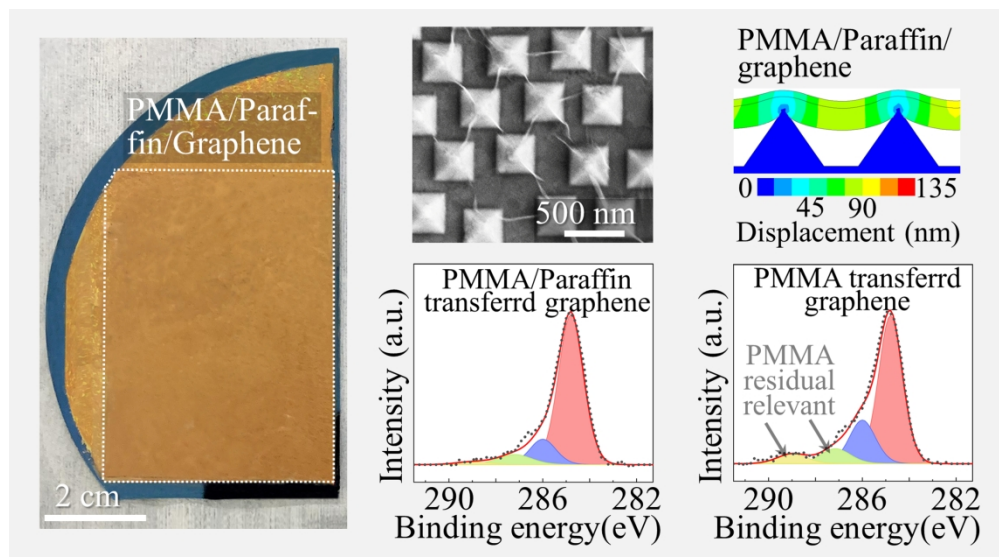 PMMA/Paraf-
fin/Graphene
2 cm
500 nm
PMMA/Paraffin/
graphene
0
135
45
90
Displacement (nm)
PMMA/Paraffin
transferrd graphene
Intensity (a.u.)
290
286
282
Binding energy(eV)
PMMA transferrd
graphene
PMMA
residual
relevant
Intensity (a.u.)
290
286
282
Binding energy(eV)